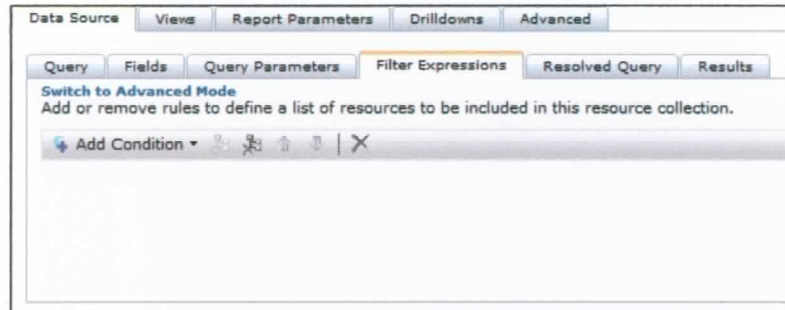 Data Source Views Report Parameters Drilldowns Advanced
Query Fields Query Parameters Filter Expressions Resolved Query Results
Switch to Advanced Mode
Add or remove rules to define a list of resources to be included in this resource collection.
Add Condition